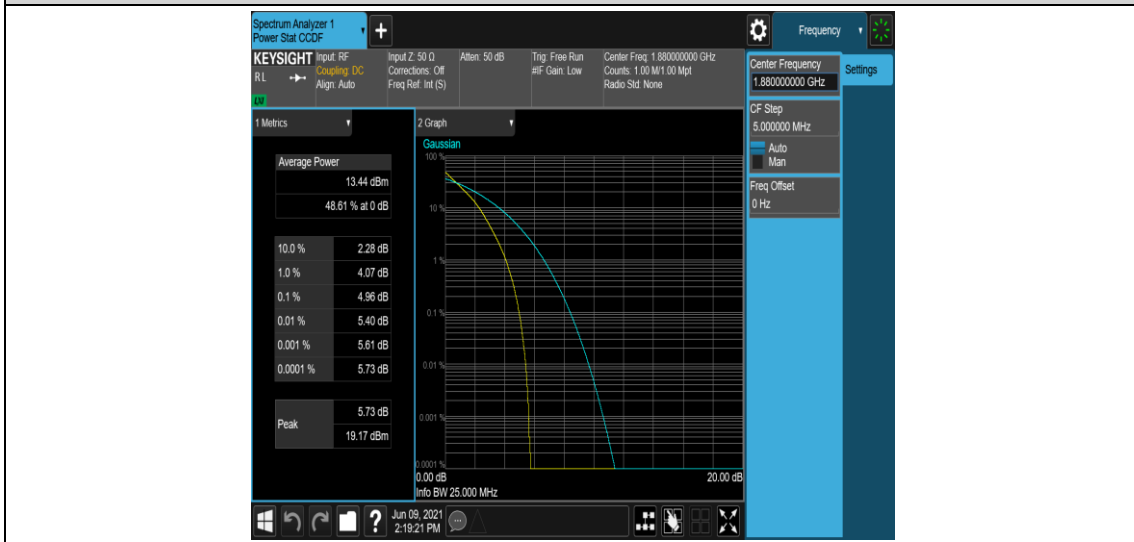 Spectrum Analyzer 1
Power Stat CCDF
+
Frequency
KEYSIGHT
RL
LXI
Input: RF
Coupling: DC
Align: Auto
Input Z: 50 Ω
Corrections: Off
Freq Ref: Int (S)
Atten: 50 dB
Trig: Free Run
#IF Gain: Low
Center Freq: 1.880000000 GHz
Counts: 1.00 M/1.00 Mpt
Radio Std: None
Center Frequency
1.880000000 GHz
Settings
CF Step
5.000000 MHz
Auto
Man
Freq Offset
0 Hz
1 Metrics
Average Power
13.44 dBm
48.61 % at 0 dB
10.0 % 2.28 dB
1.0 % 4.07 dB
0.1 % 4.96 dB
0.01 % 5.40 dB
0.001 % 5.61 dB
0.0001 % 5.73 dB
Peak
5.73 dB
19.17 dBm
2 Graph
Gaussian
100 %
10 %
1 %
0.1 %
0.01 %
0.001 %
0.0001 %
0.00 dB 20.00 dB
Info BW 25.000 MHz
?
Jun 09, 2021
2:19:21 PM